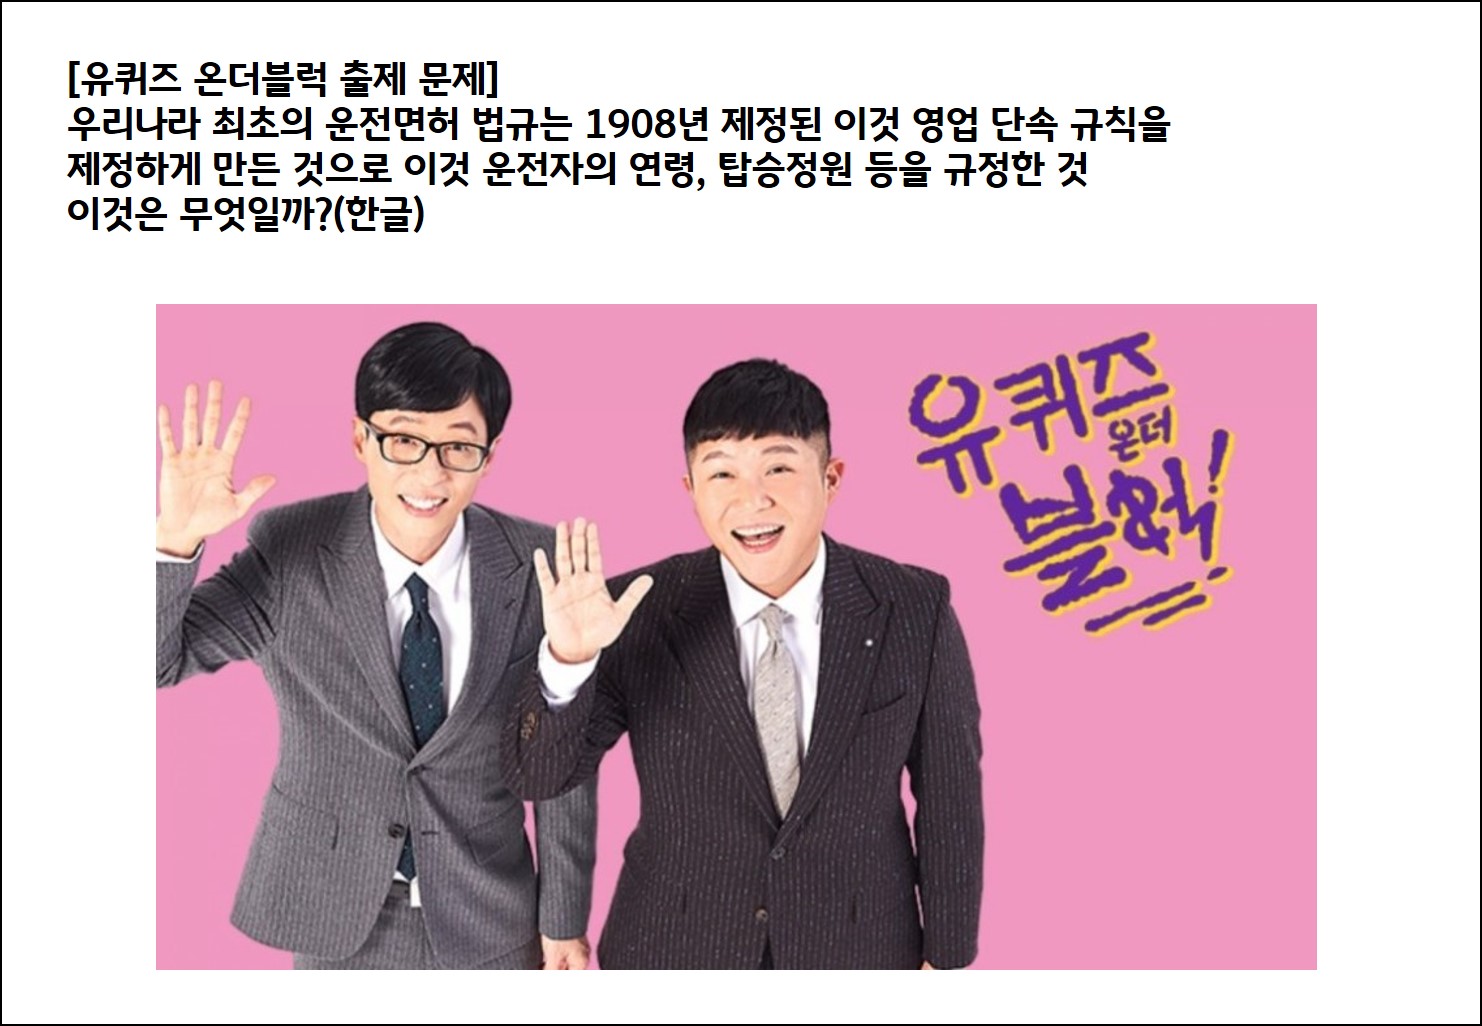 [유퀴즈 온더블럭 출제 문제]
우리나라 최초의 운전면허 법규는 1908년 제정된 이것 영업 단속 규칙을
제정하게 만든 것으로 이것 운전자의 연령, 탑승정원 등을 규정한 것
이것은 무엇일까?(한글)
유퀴즈
온더
블럭!